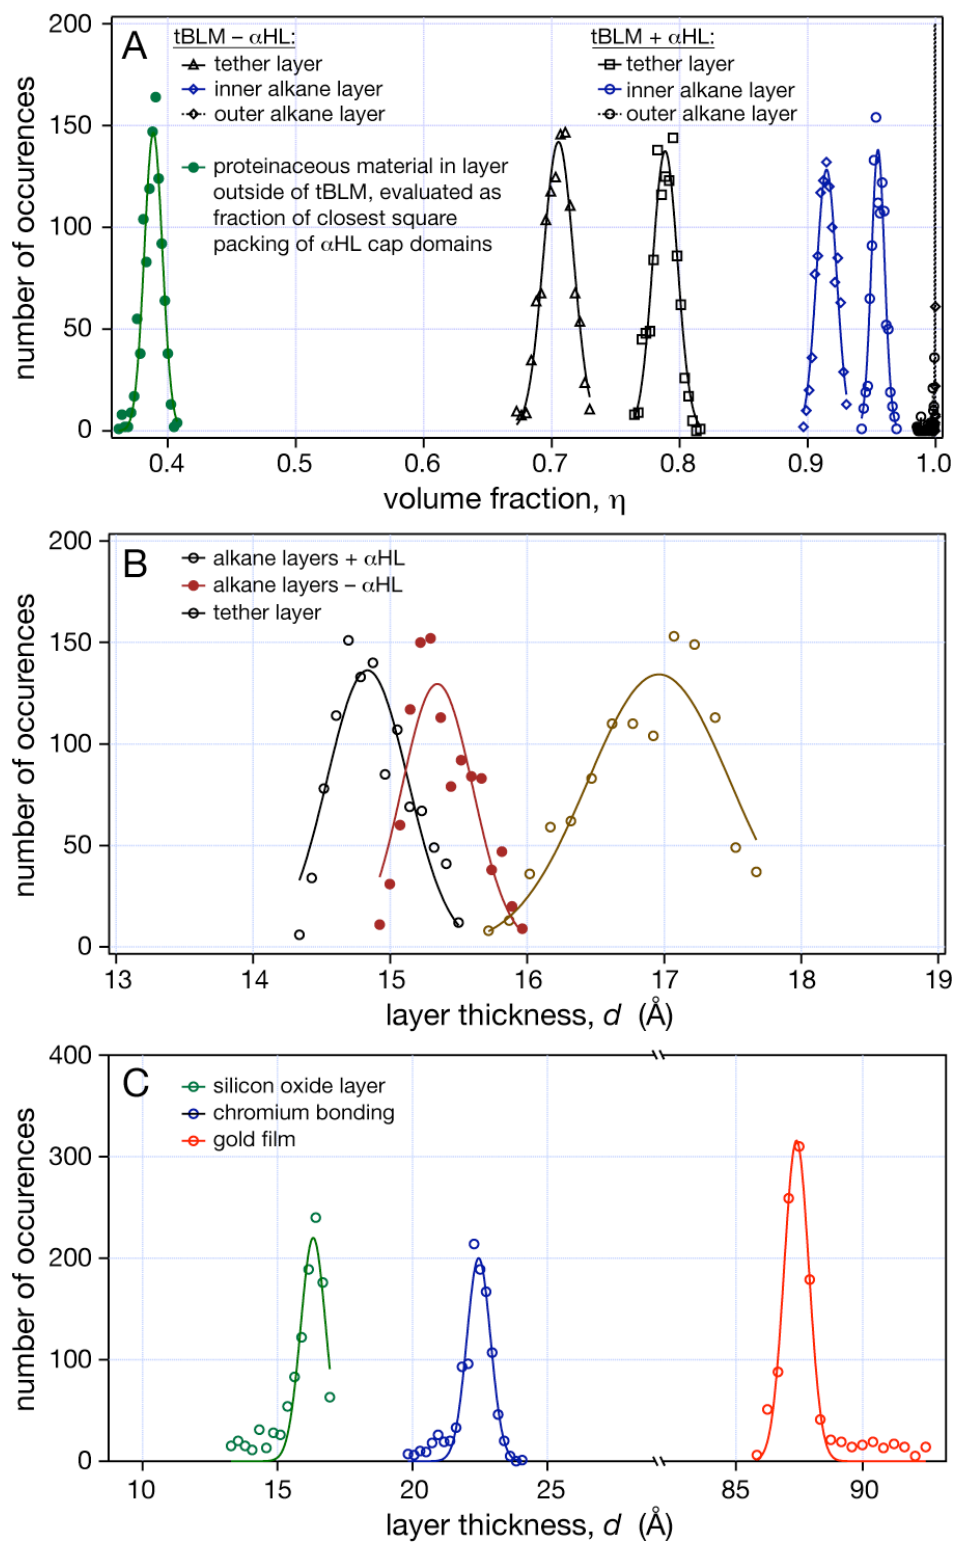 A
tBLM – αHL:
tether layer
inner alkane layer
outer alkane layer
tBLM + αHL:
tether layer
inner alkane layer
outer alkane layer
proteinaceous material in layer
outside of tBLM, evaluated as
fraction of closest square
packing of αHL cap domains
number of occurences
200
150
100
50
0
0.4 0.5 0.6 0.7 0.8 0.9 1.0
volume fraction, η
B
alkane layers + αHL
alkane layers – αHL
tether layer
number of occurences
200
150
100
50
0
13 14 15 16 17 18 19
layer thickness, d (Å)
C
silicon oxide layer
chromium bonding
gold film
number of occurences
400
300
200
100
0
10 15 20 25 85 90
layer thickness, d (Å)